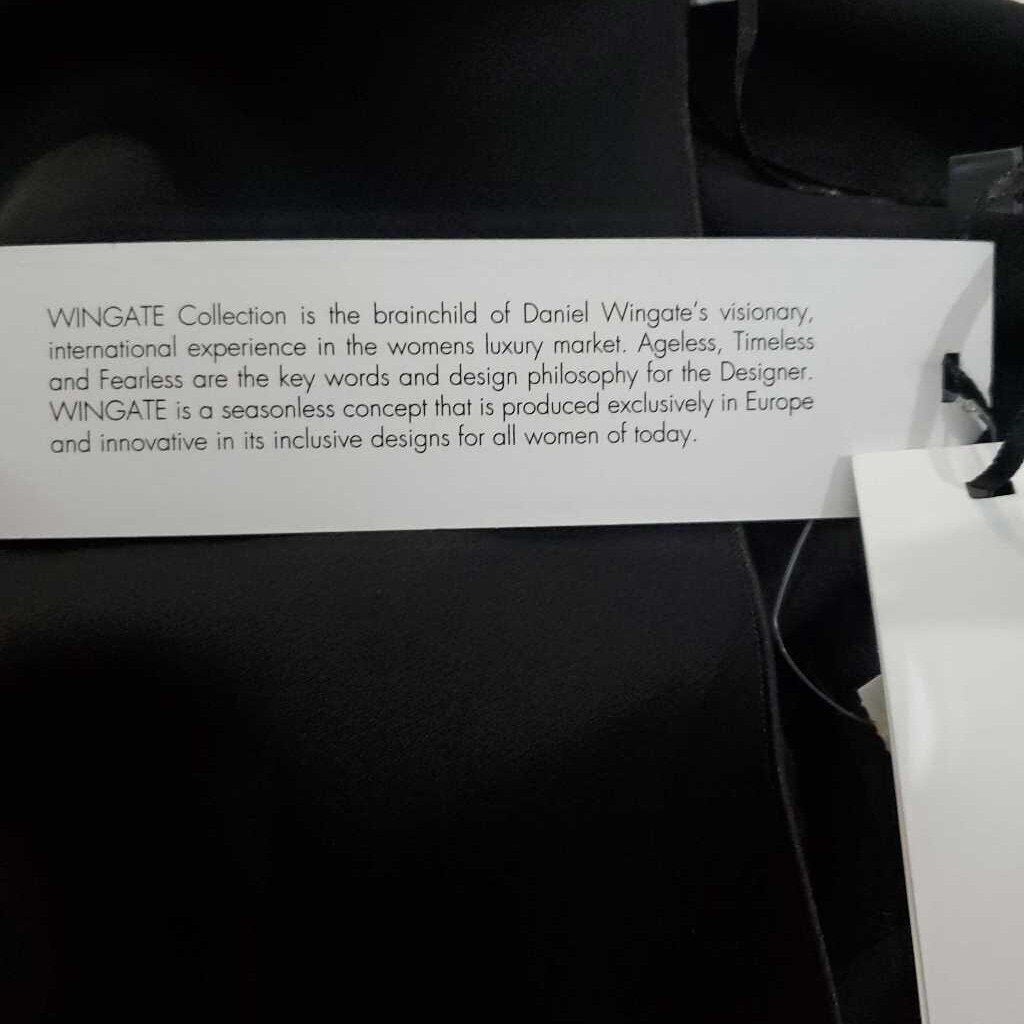 WINGATE Collection is the brainchild of Daniel Wingate's visionary,
international experience in the womens luxury market. Ageless, Timeless
and Fearless are the key words and design philosophy for the Designer.
WINGATE is a seasonless concept that is produced exclusively in Europe
and innovative in its inclusive designs for all women of today.